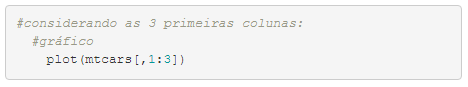 #considerando as 3 primeiras colunas:
#gráfico
plot(mtcars[,1:3])